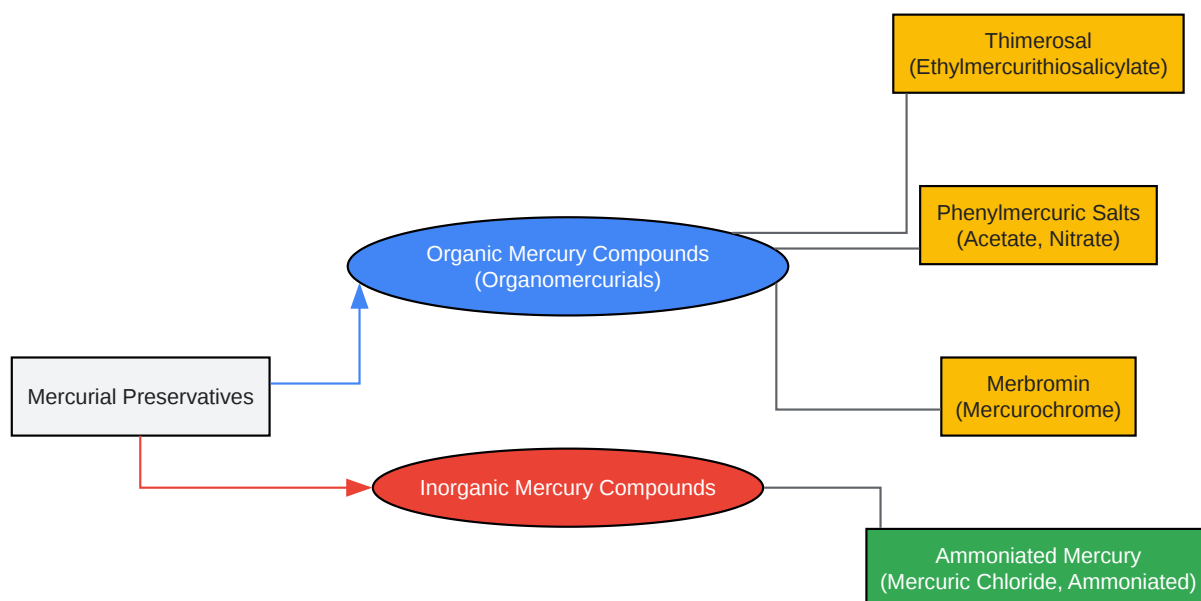 Thimerosal
(Ethylmercurithiosalicylate)
Phenylmercuric Salts
(Acetate, Nitrate)
Organic Mercury Compounds
(Organomercurials)
Mercurial Preservatives
Merbromin
(Mercurochrome)
Inorganic Mercury Compounds
Ammoniated Mercury
(Mercuric Chloride, Ammoniated)